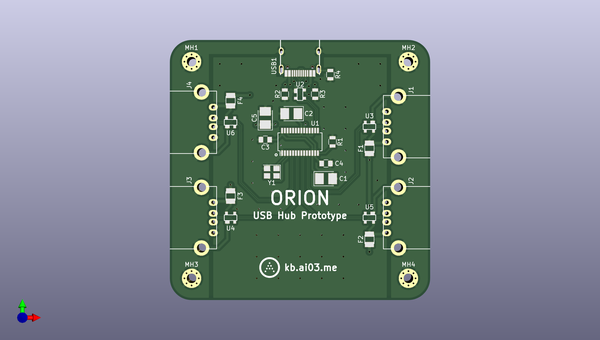 MH1
MH2
USB1
R4
J4
J1
R2
U2
R3
F4
C5
C2
U3
U1
U6
C3
R1
F1
C4
Y1
C1
J3
J2
F3
ORION
USB Hub Prototype
U4
U5
F2
kb.ai03.me
MH3
MH4